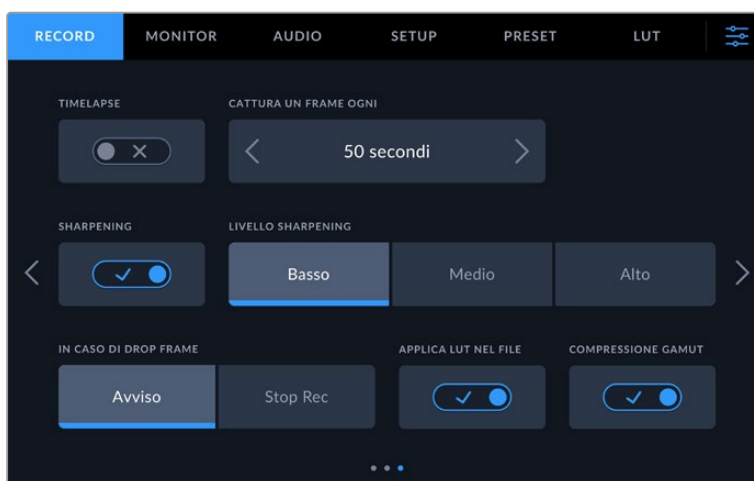 RECORD MONITOR AUDIO SETUP PRESET LUT
TIMELAPSE CATTURA UN FRAME OGNI
50 secondi
SHARPENING LIVELLO SHARPENING
Basso Medio Alto
IN CASO DI DROP FRAME APPLICA LUT NEL FILE COMPRESSIONE GAMUT
Avviso Stop Rec